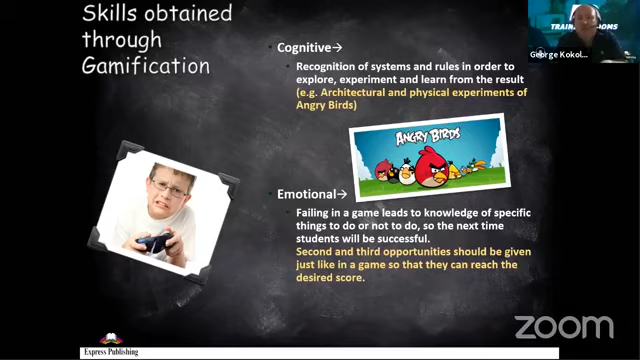 Skills obtained
through
Gamification
Cognitive→
Recognition of systems and rules in order to
explore, experiment and learn from the result
(e.g. Architectural and physical experiments of
Angry Birds)
ANGRY BIRDS
Emotional→
Failing in a game leads to knowledge of specific
things to do or not to do, so the next time
students will be successful.
Second and third opportunities should be given
just like in a game so that they can reach the
desired score.
George Kokol...
Express Publishing
zoom